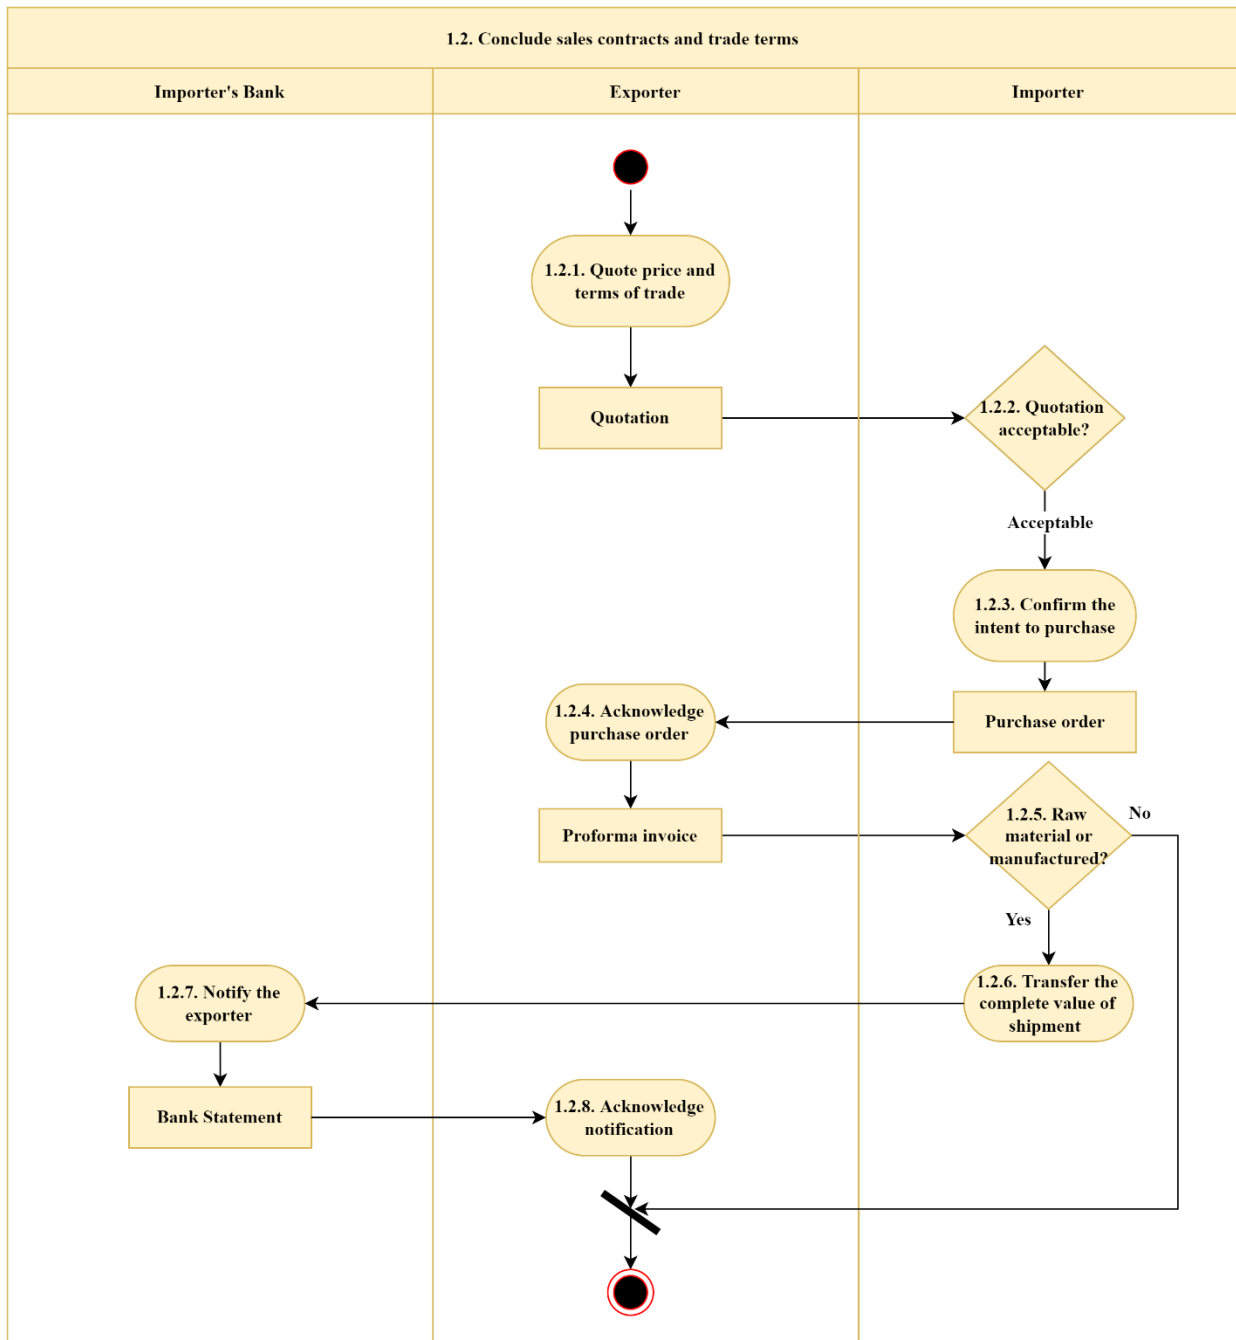 1.2. Conclude sales contracts and trade terms
Importer's Bank
Exporter
Importer
1.2.1. Quote price and
terms of trade
Quotation
1.2.2. Quotation
acceptable?
Acceptable
1.2.3. Confirm the
intent to purchase
Purchase order
1.2.4. Acknowledge
purchase order
Proforma invoice
1.2.5. Raw
material or
manufactured?
No
Yes
1.2.6. Transfer the
complete value of
shipment
1.2.7. Notify the
exporter
Bank Statement
1.2.8. Acknowledge
notification